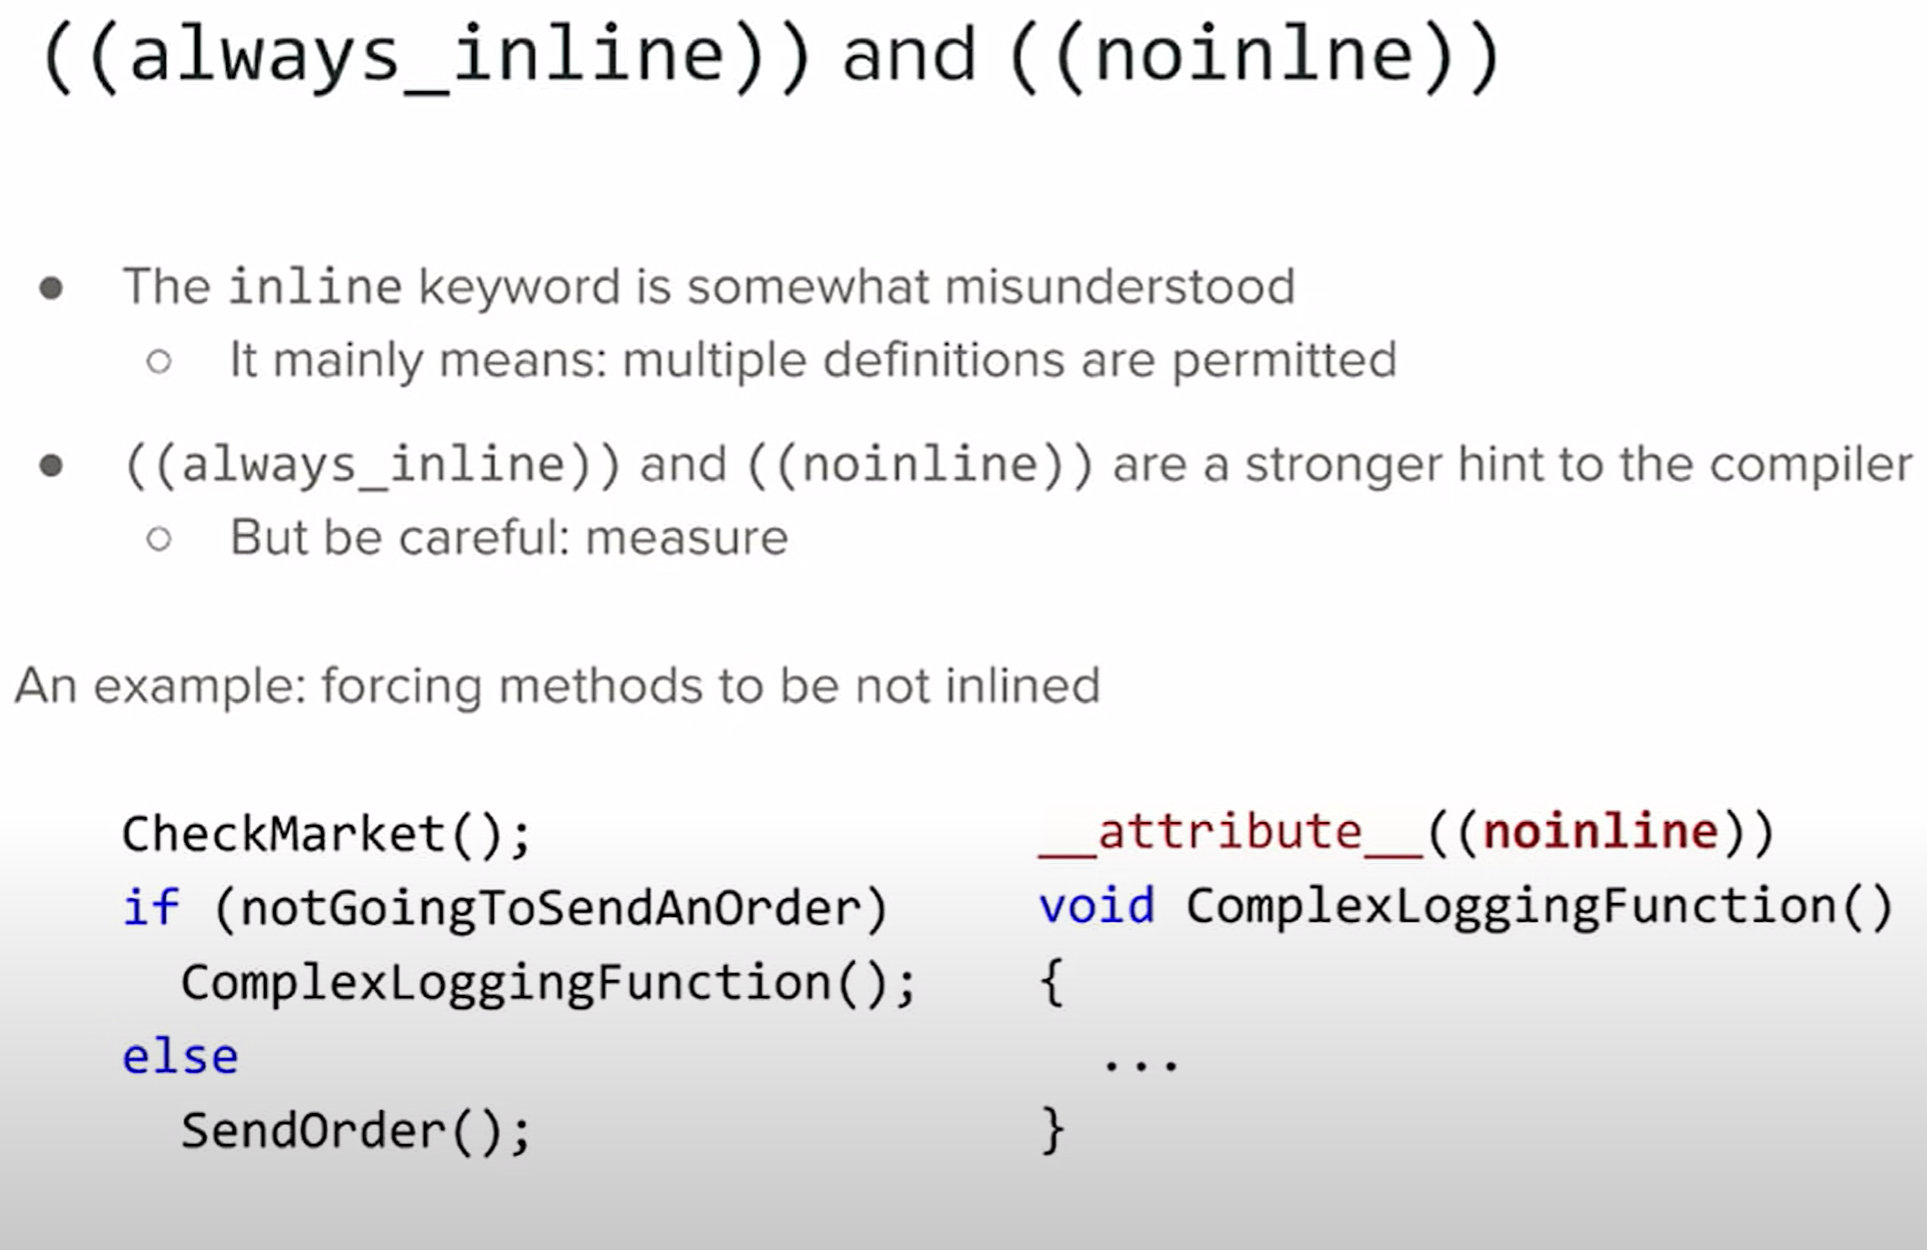 ((always_inline)) and ((noinlne))
● The inline keyword is somewhat misunderstood
○ It mainly means: multiple definitions are permitted
● ((always_inline)) and ((noinline)) are a stronger hint to the compiler
○ But be careful: measure
An example: forcing methods to be not inlined
CheckMarket();
if (notGoingToSendAnOrder)
ComplexLoggingFunction();
else
SendOrder();
__attribute__((noinline))
void ComplexLoggingFunction()
{
...
}